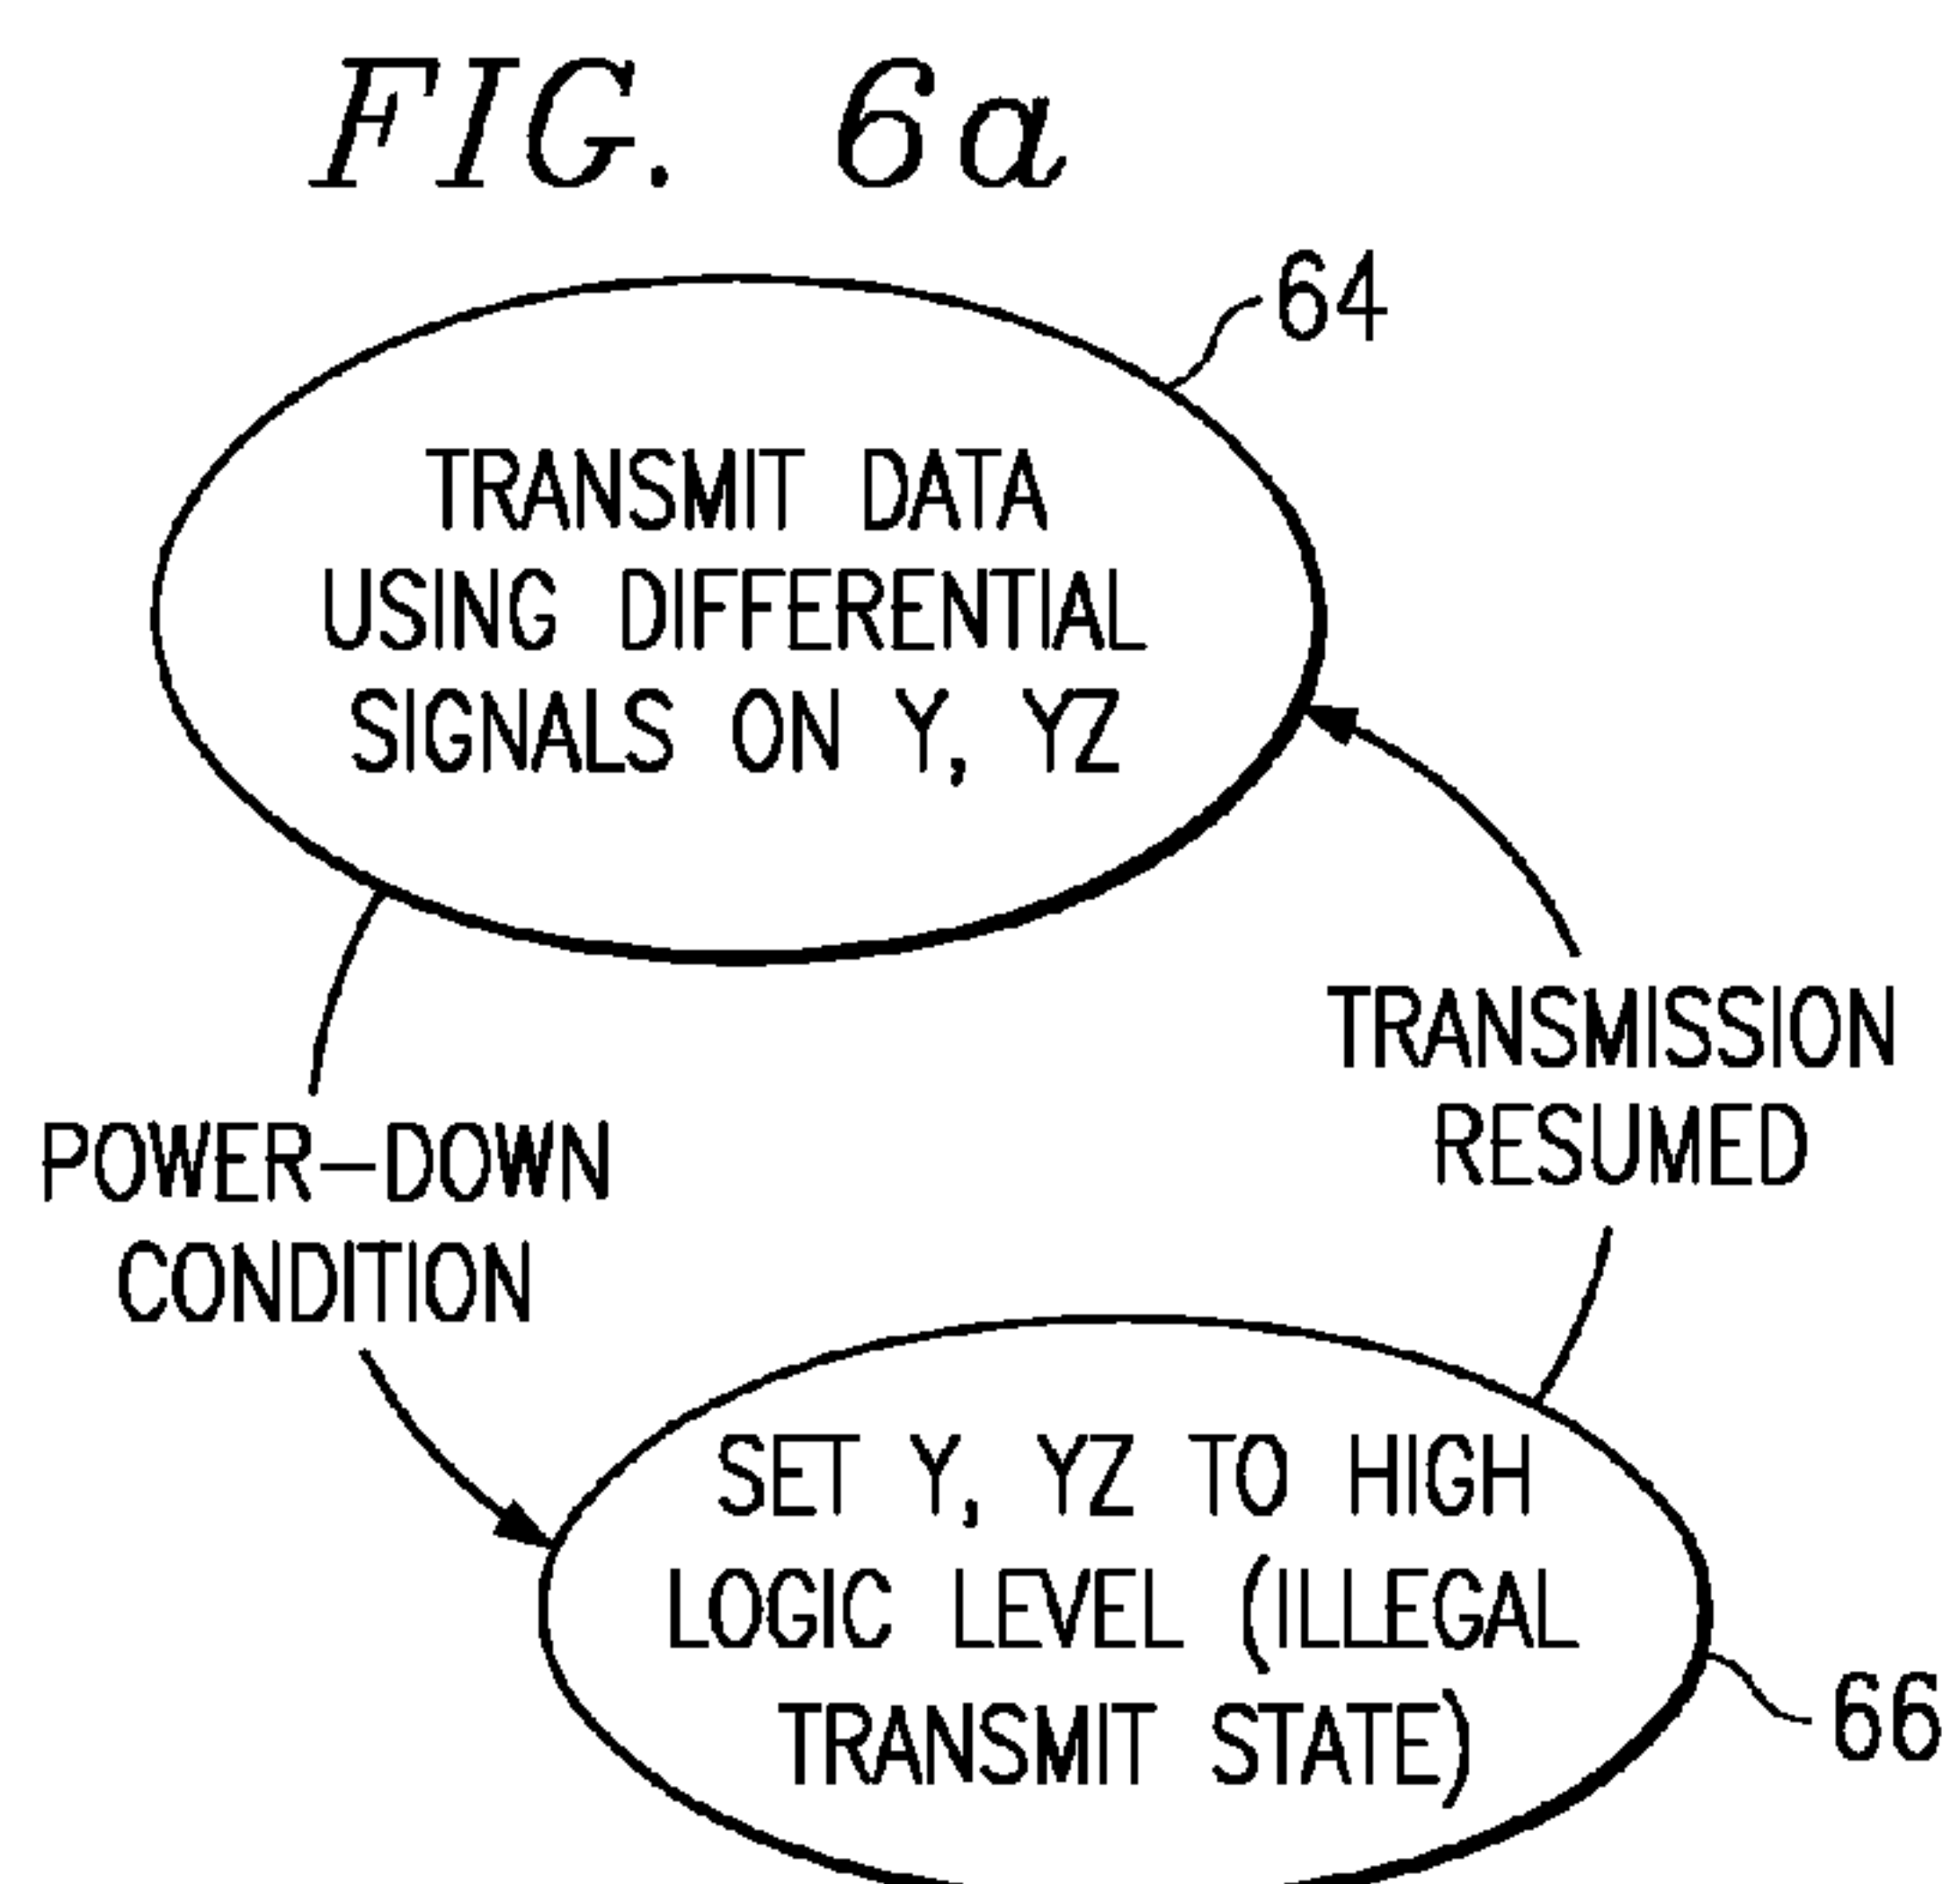 FIG. 6a
64
TRANSMIT DATA
USING DIFFERENTIAL
SIGNALS ON Y, YZ
TRANSMISSION
RESUMED
POWER-DOWN
CONDITION
SET Y, YZ TO HIGH
LOGIC LEVEL (ILLEGAL
TRANSMIT STATE)
66